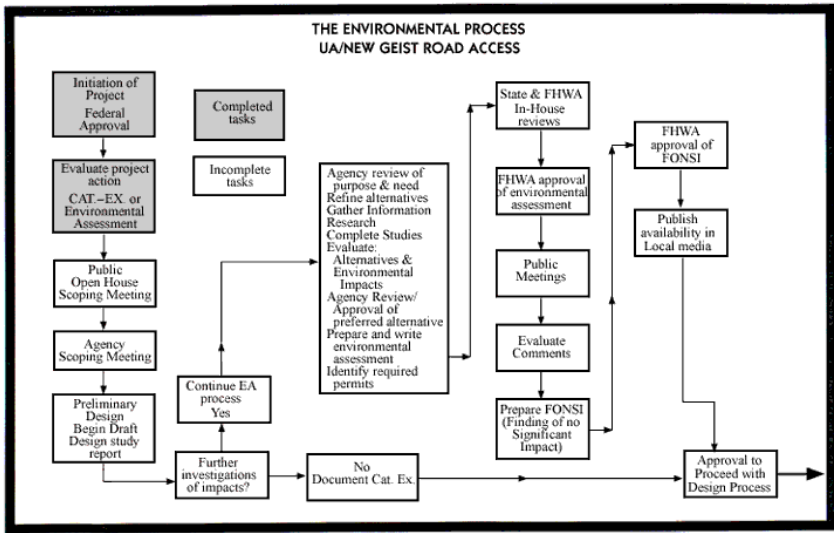 THE ENVIRONMENTAL PROCESS
UA/NEW GEIST ROAD ACCESS
Initiation of
Project
Federal
Approval
Evaluate project
action
CAT.–EX. or
Environmental
Assessment
Public
Open House
Scoping Meeting
Agency
Scoping Meeting
Preliminary
Design
Begin Draft
Design study
report
Completed
tasks
Incomplete
tasks
Continue EA
process
Yes
Further
investigations
of impacts?
No
Document Cat. Ex.
Agency review of
purpose & need
Refine alternatives
Gather Information
Research
Complete Studies
Evaluate:
Alternatives &
Environmental
Impacts
Agency Review/
Approval of
preferred alternative
Prepare and write
environmental
assessment
Identify required
permits
State & FHWA
In-House
reviews
FHWA approval
of environmental
assessment
Public
Meetings
Evaluate
Comments
Prepare FONSI
(Finding of no
Significant
Impact)
FHWA
approval of
FONSI
Publish
availability in
Local media
Approval to
Proceed with
Design Process